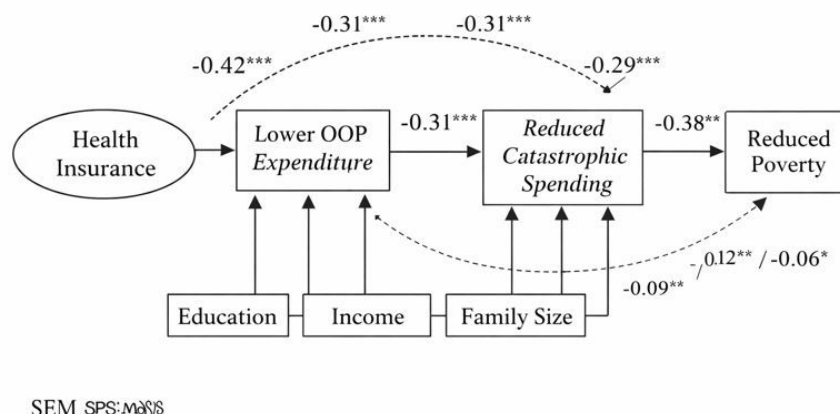 -0.31*** -0.31***
-0.42*** -0.29***
Health
Insurance
Lower OOP
Expenditure
-0.31***
Reduced
Catastrophic
Spending
-0.38**
Reduced
Poverty
-0.09** -/0.12** / -0.06*
Education
Income
Family Size
SEM